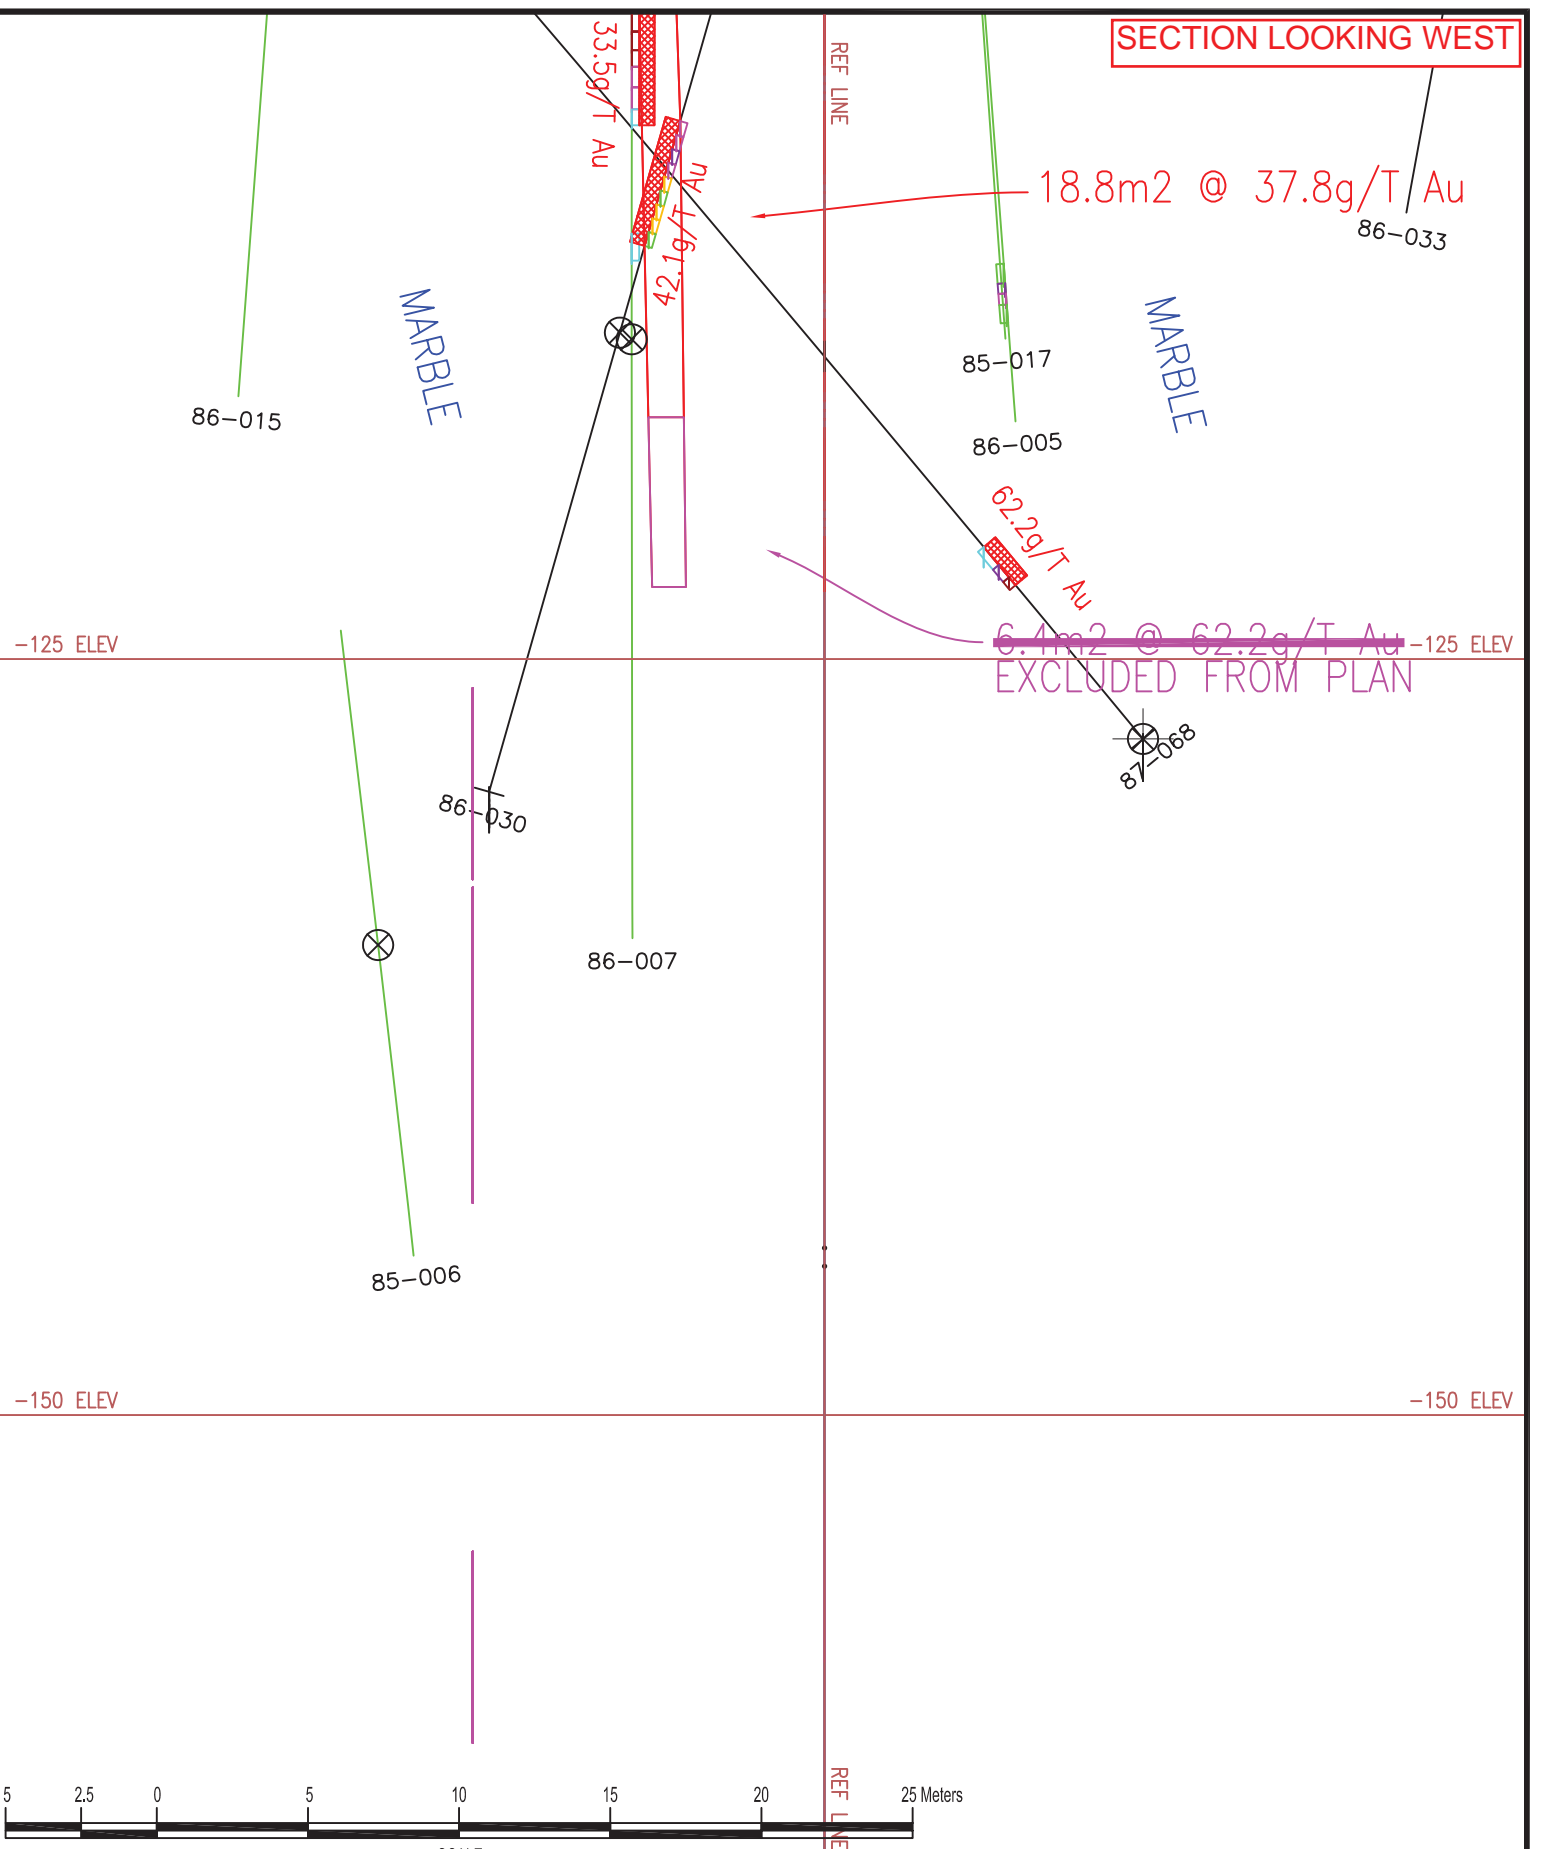 SECTION LOOKING WEST
33.5g/T Au
REF LINE
42.1g/T Au
18.8m2 @ 37.8g/T Au
86-033
MARBLE
MARBLE
85-017
86-015
86-005
62.2g/T Au
-125 ELEV
6.4m2 @ 62.2g/T Au
-125 ELEV
EXCLUDED FROM PLAN
87-068
86-030
86-007
85-006
-150 ELEV
-150 ELEV
REF LINE
5 2.5 0 5 10 15 20 25 Meters